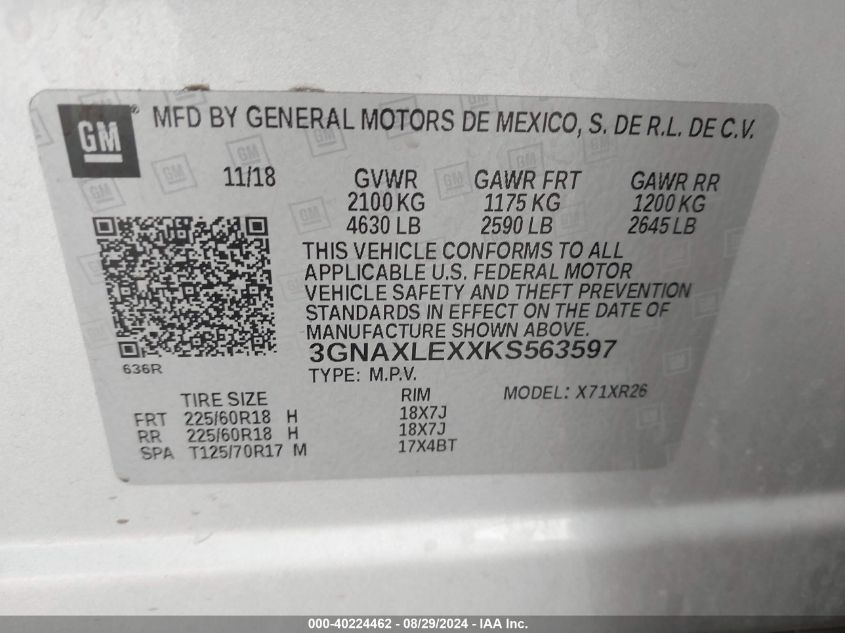 GM ® MFD BY GENERAL MOTORS DE MEXICO, S. DE R.L. DE C.V.
11/18 GVWR GAWR FRT GAWR RR
2100 KG 1175 KG 1200 KG
4630 LB 2590 LB 2645 LB
THIS VEHICLE CONFORMS TO ALL
APPLICABLE U.S. FEDERAL MOTOR
VEHICLE SAFETY AND THEFT PREVENTION
STANDARDS IN EFFECT ON THE DATE OF
MANUFACTURE SHOWN ABOVE.
3GNAXLEXXKS563597
636R
TYPE: M.P.V.
TIRE SIZE RIM MODEL: X71XR26
FRT 225/60R18 H 18X7J
RR 225/60R18 H 18X7J
SPA T125/70R17 M 17X4BT
000-40224462 - 08/29/2024 - IAA Inc.